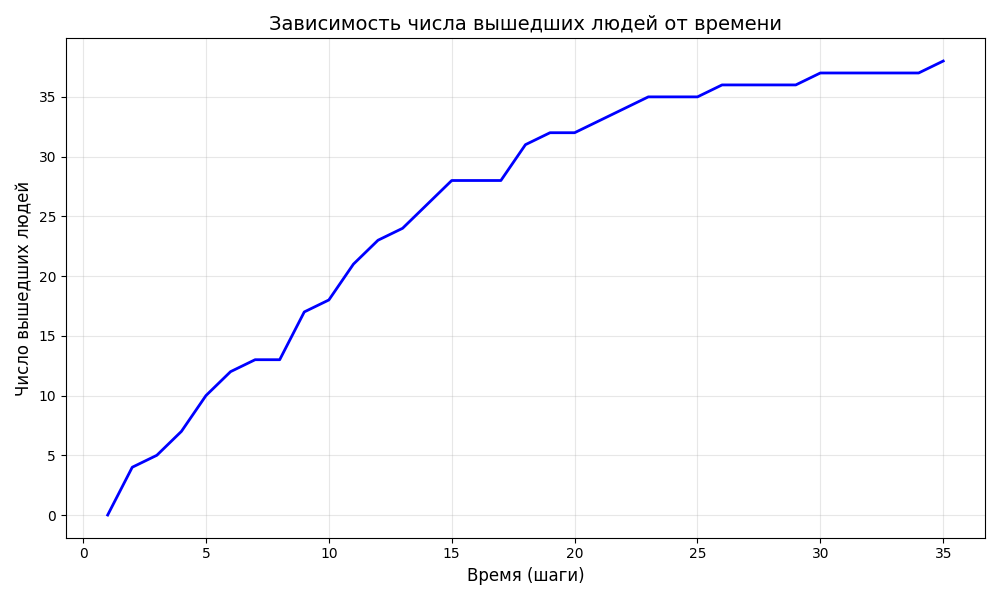 Зависимость числа вышедших людей от времени
Число вышедших людей
35
30
25
20
15
10
5
0
0 5 10 15 20 25 30 35
Время (шаги)